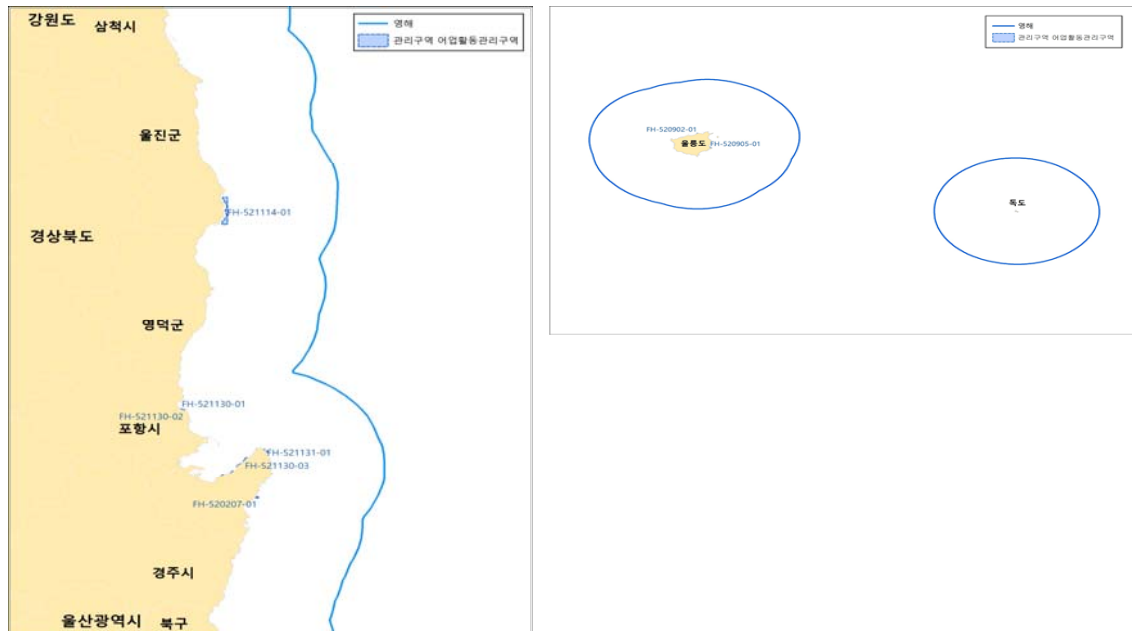 강원도 삼척시
영해
관리구역 어업활동관리구역
울진군
FH-521114-01
경상북도
영덕군
FH-521130-01
FH-521130-02
포항시
FH-521131-01
FH-521130-03
FH-520207-01
경주시
울산광역시 북구
영해
관리구역 어업활동관리구역
FH-520902-01
울릉도 FH-520905-01
독도